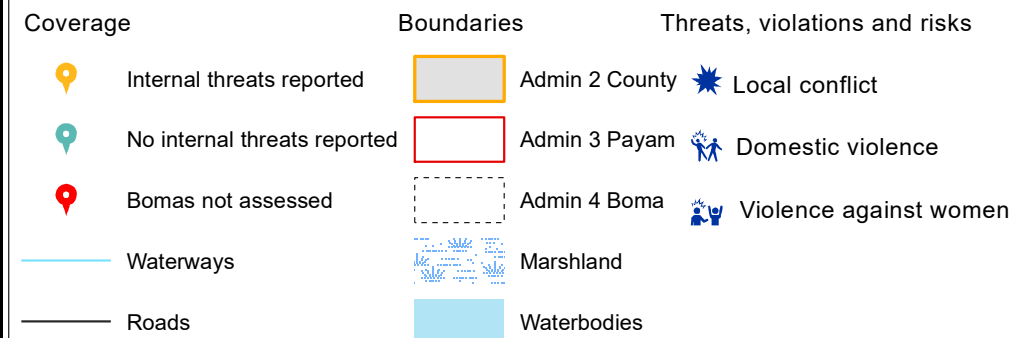 Coverage
Internal threats reported
No internal threats reported
Bomas not assessed
Waterways
Roads
Boundaries
Admin 2 County
Admin 3 Payam
Admin 4 Boma
Marshland
Waterbodies
Threats, violations and risks
Local conflict
Domestic violence
Violence against women